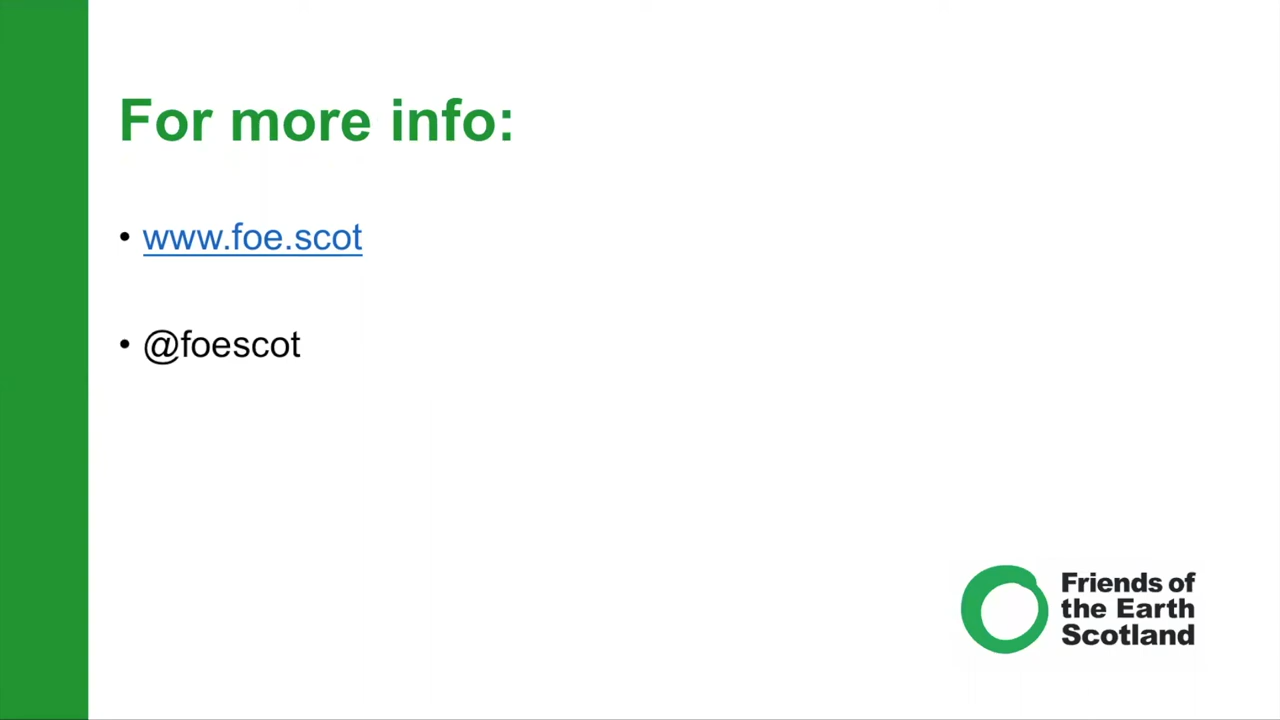 For more info:
• www.foe.scot
• @foescot
Friends of
the Earth
Scotland